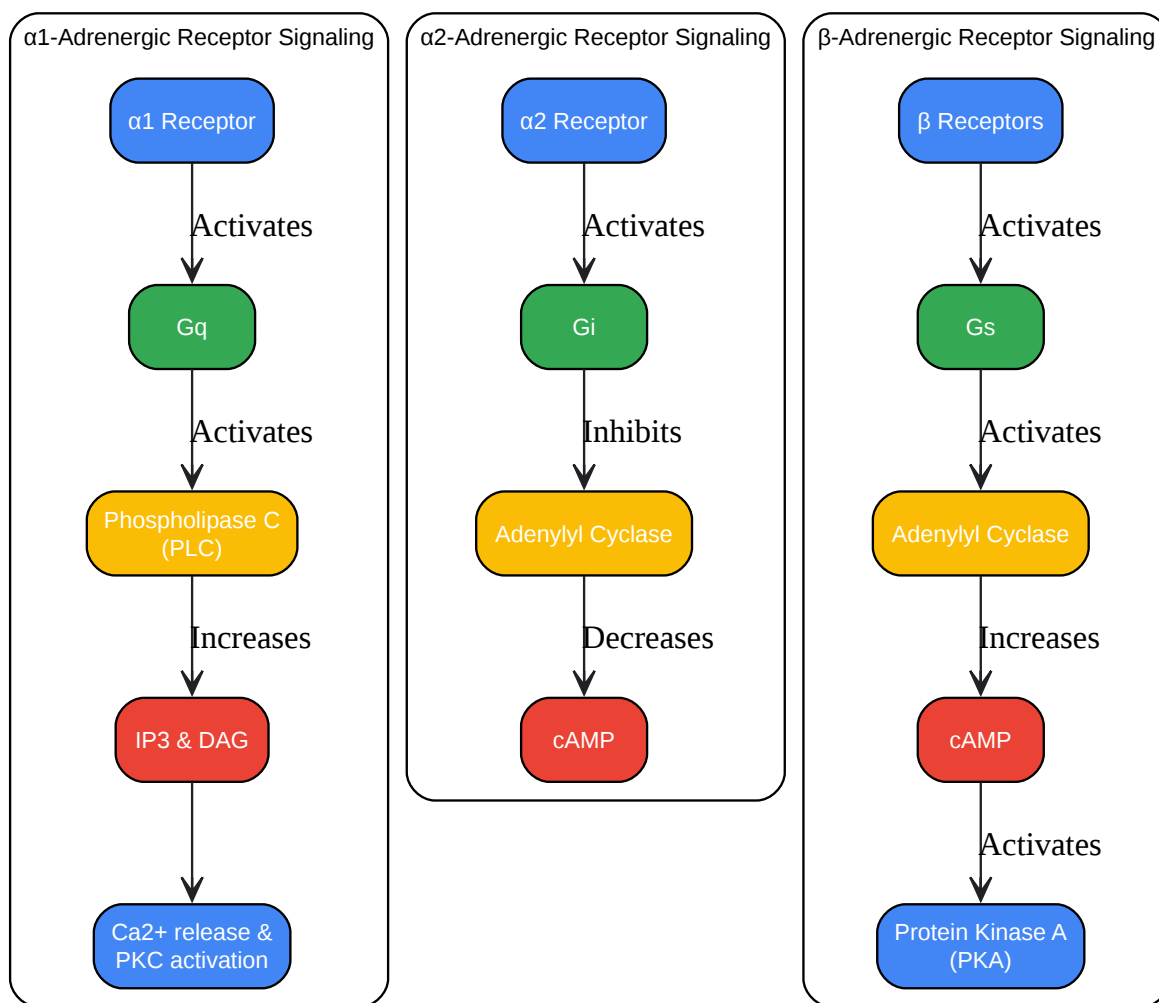 α1-Adrenergic Receptor Signaling
α1 Receptor
Activates
Gq
Activates
Phospholipase C
(PLC)
Increases
IP3 & DAG
Ca2+ release &
PKC activation
α2-Adrenergic Receptor Signaling
α2 Receptor
Activates
Gi
Inhibits
Adenylyl Cyclase
Decreases
cAMP
β-Adrenergic Receptor Signaling
β Receptors
Activates
Gs
Activates
Adenylyl Cyclase
Increases
cAMP
Activates
Protein Kinase A
(PKA)